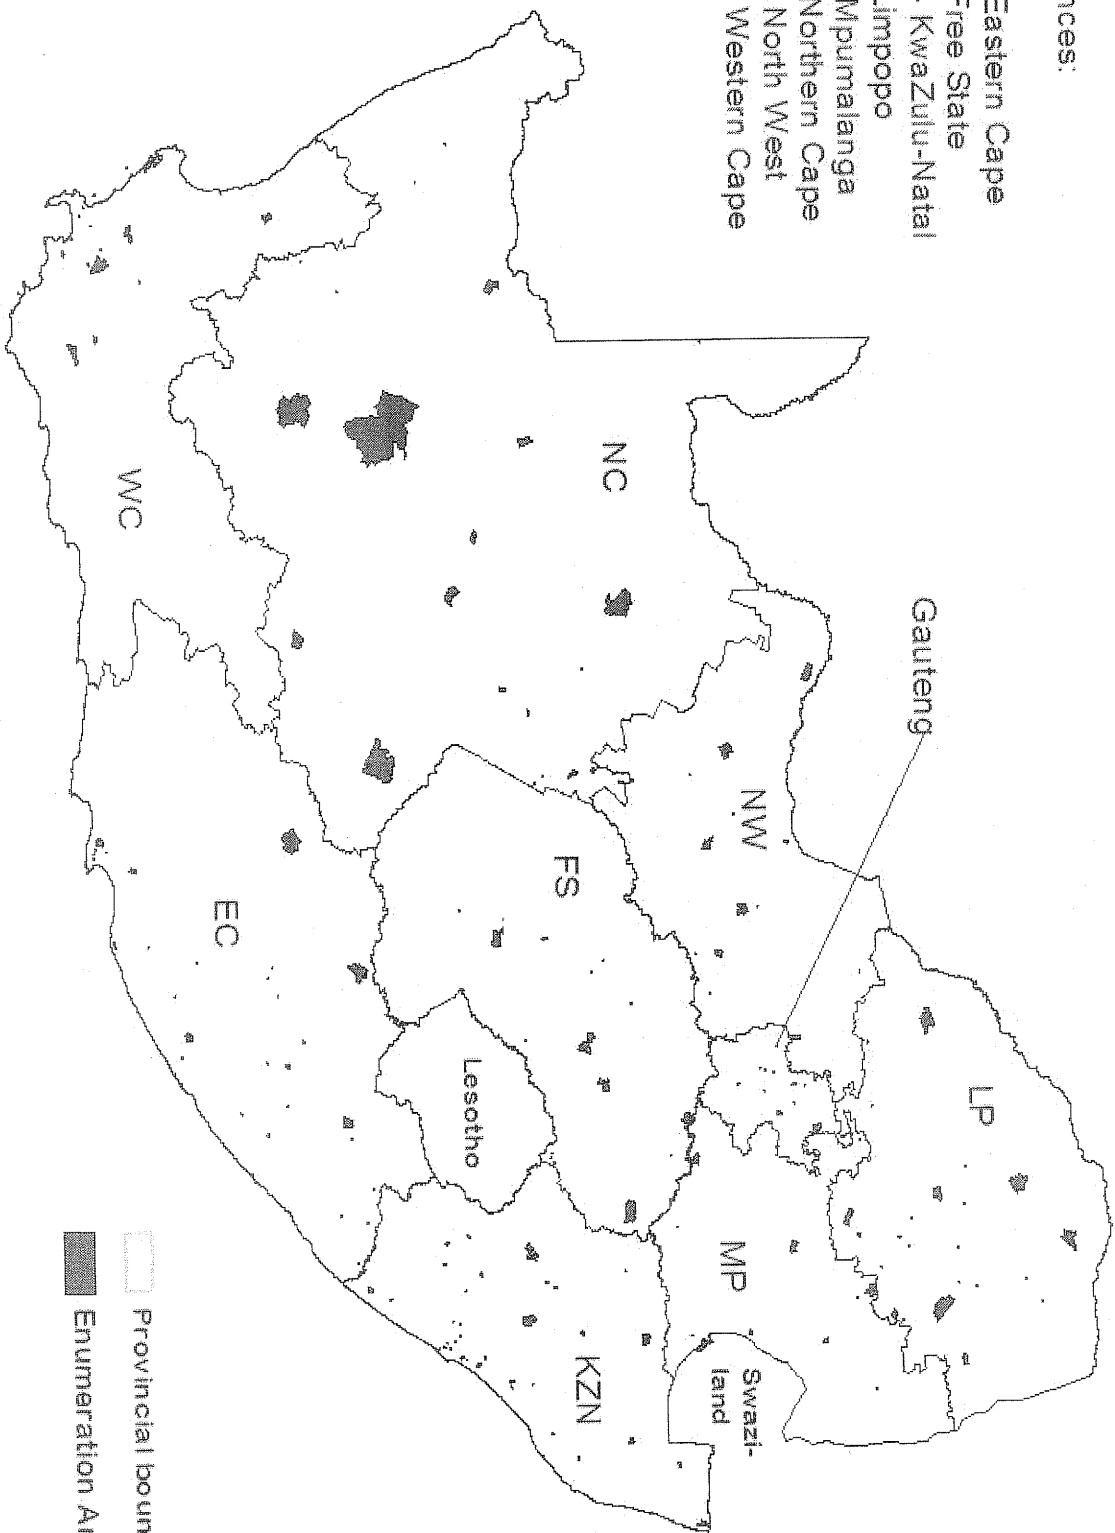 nces:
Eastern Cape
Free State
- KwaZulu-Natal
Limpopo
Mpumalanga
Northern Cape
North West
Western Cape
Gauteng
LP
NW
NC
MP
Swazi-
land
FS
KZN
Lesotho
EC
WC
Provincial boun
Enumeration Ar